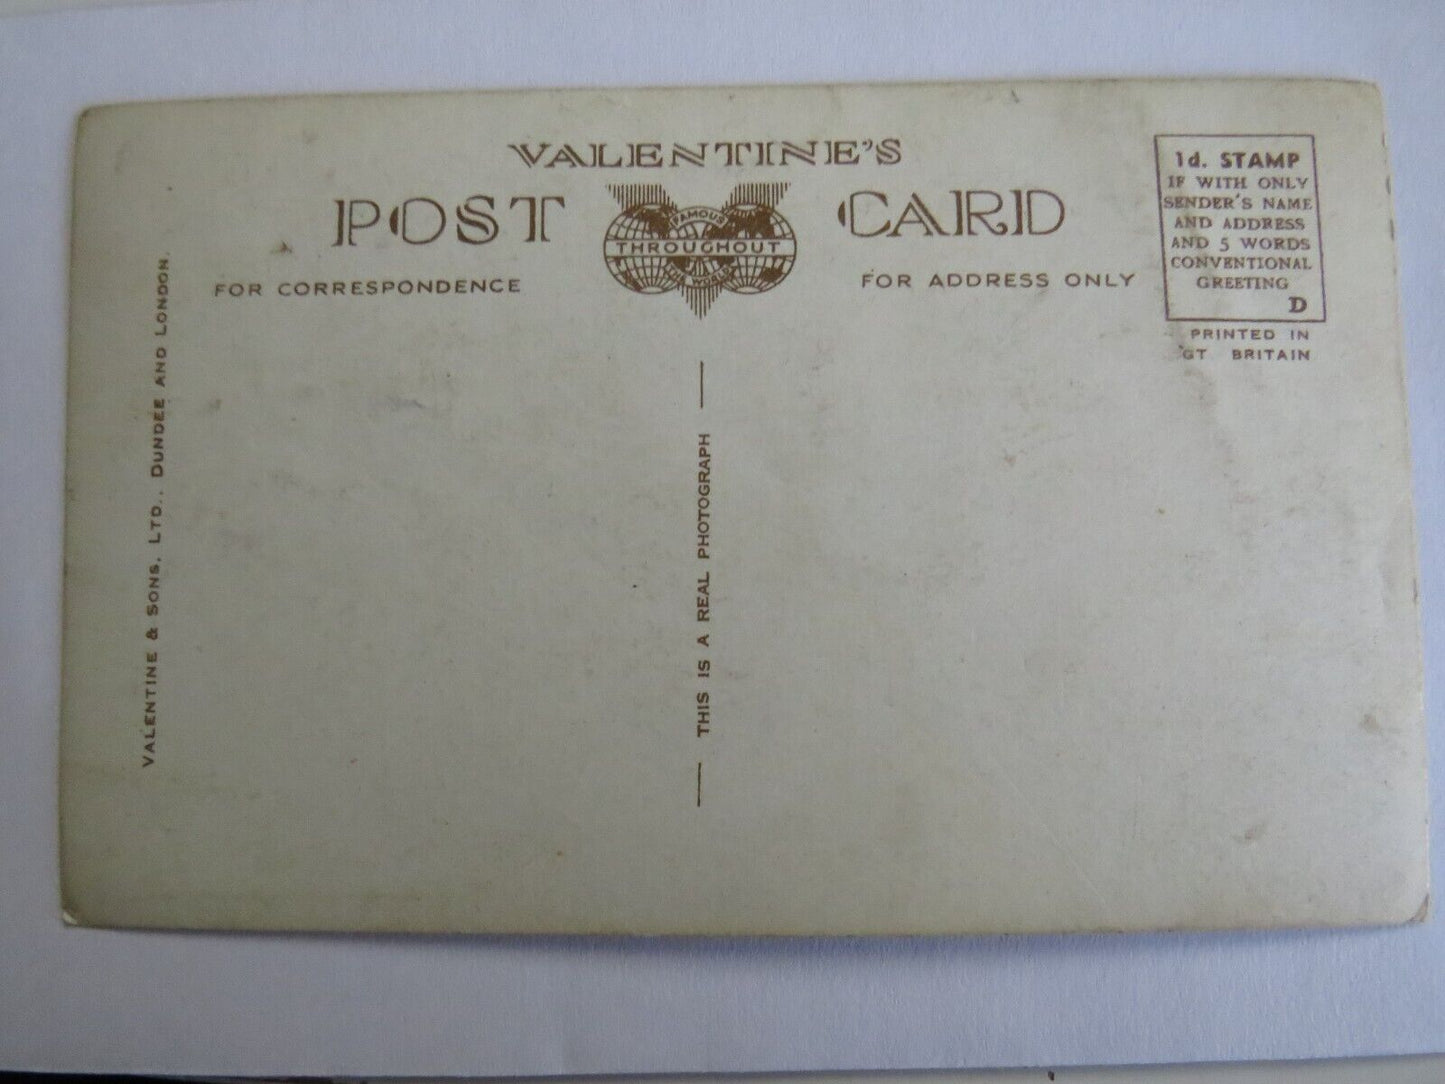 VALENTINE'S
POST CARD
FAMOUS
THROUGHOUT
THE WORLD
FOR CORRESPONDENCE
FOR ADDRESS ONLY
1d. STAMP
IF WITH ONLY
SENDER'S NAME
AND ADDRESS
AND 5 WORDS
CONVENTIONAL
GREETING
D
PRINTED IN
GT BRITAIN
VALENTINE & SONS, LTD., DUNDEE AND LONDON.
THIS IS A REAL PHOTOGRAPH